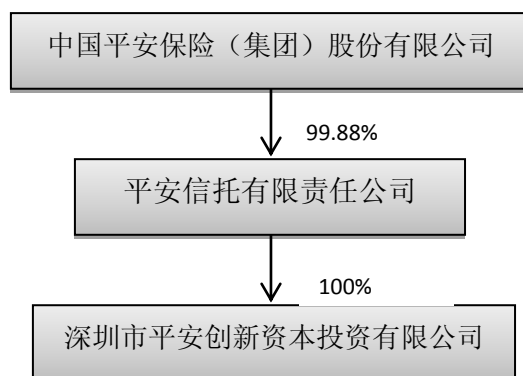 中国平安保险（集团）股份有限公司
99.88%
平安信托有限责任公司
100%
深圳市平安创新资本投资有限公司